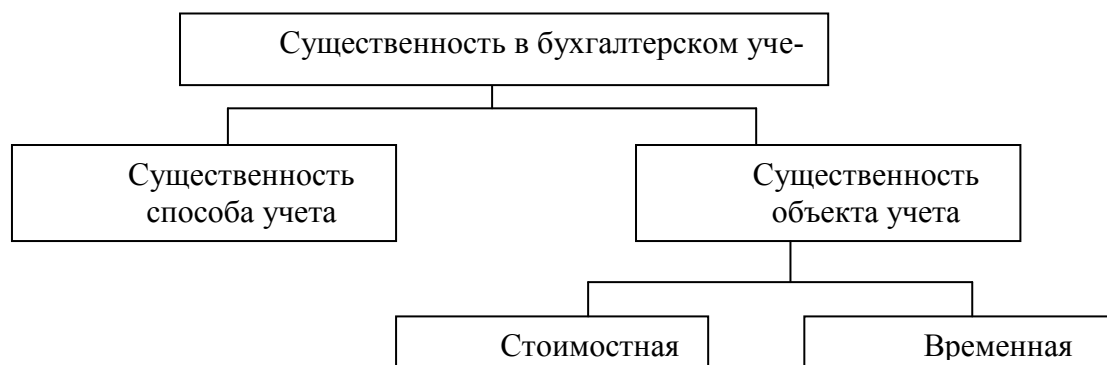 Существенность в бухгалтерском уче-
Существенность
способа учета
Существенность
объекта учета
Стоимостная
Временная